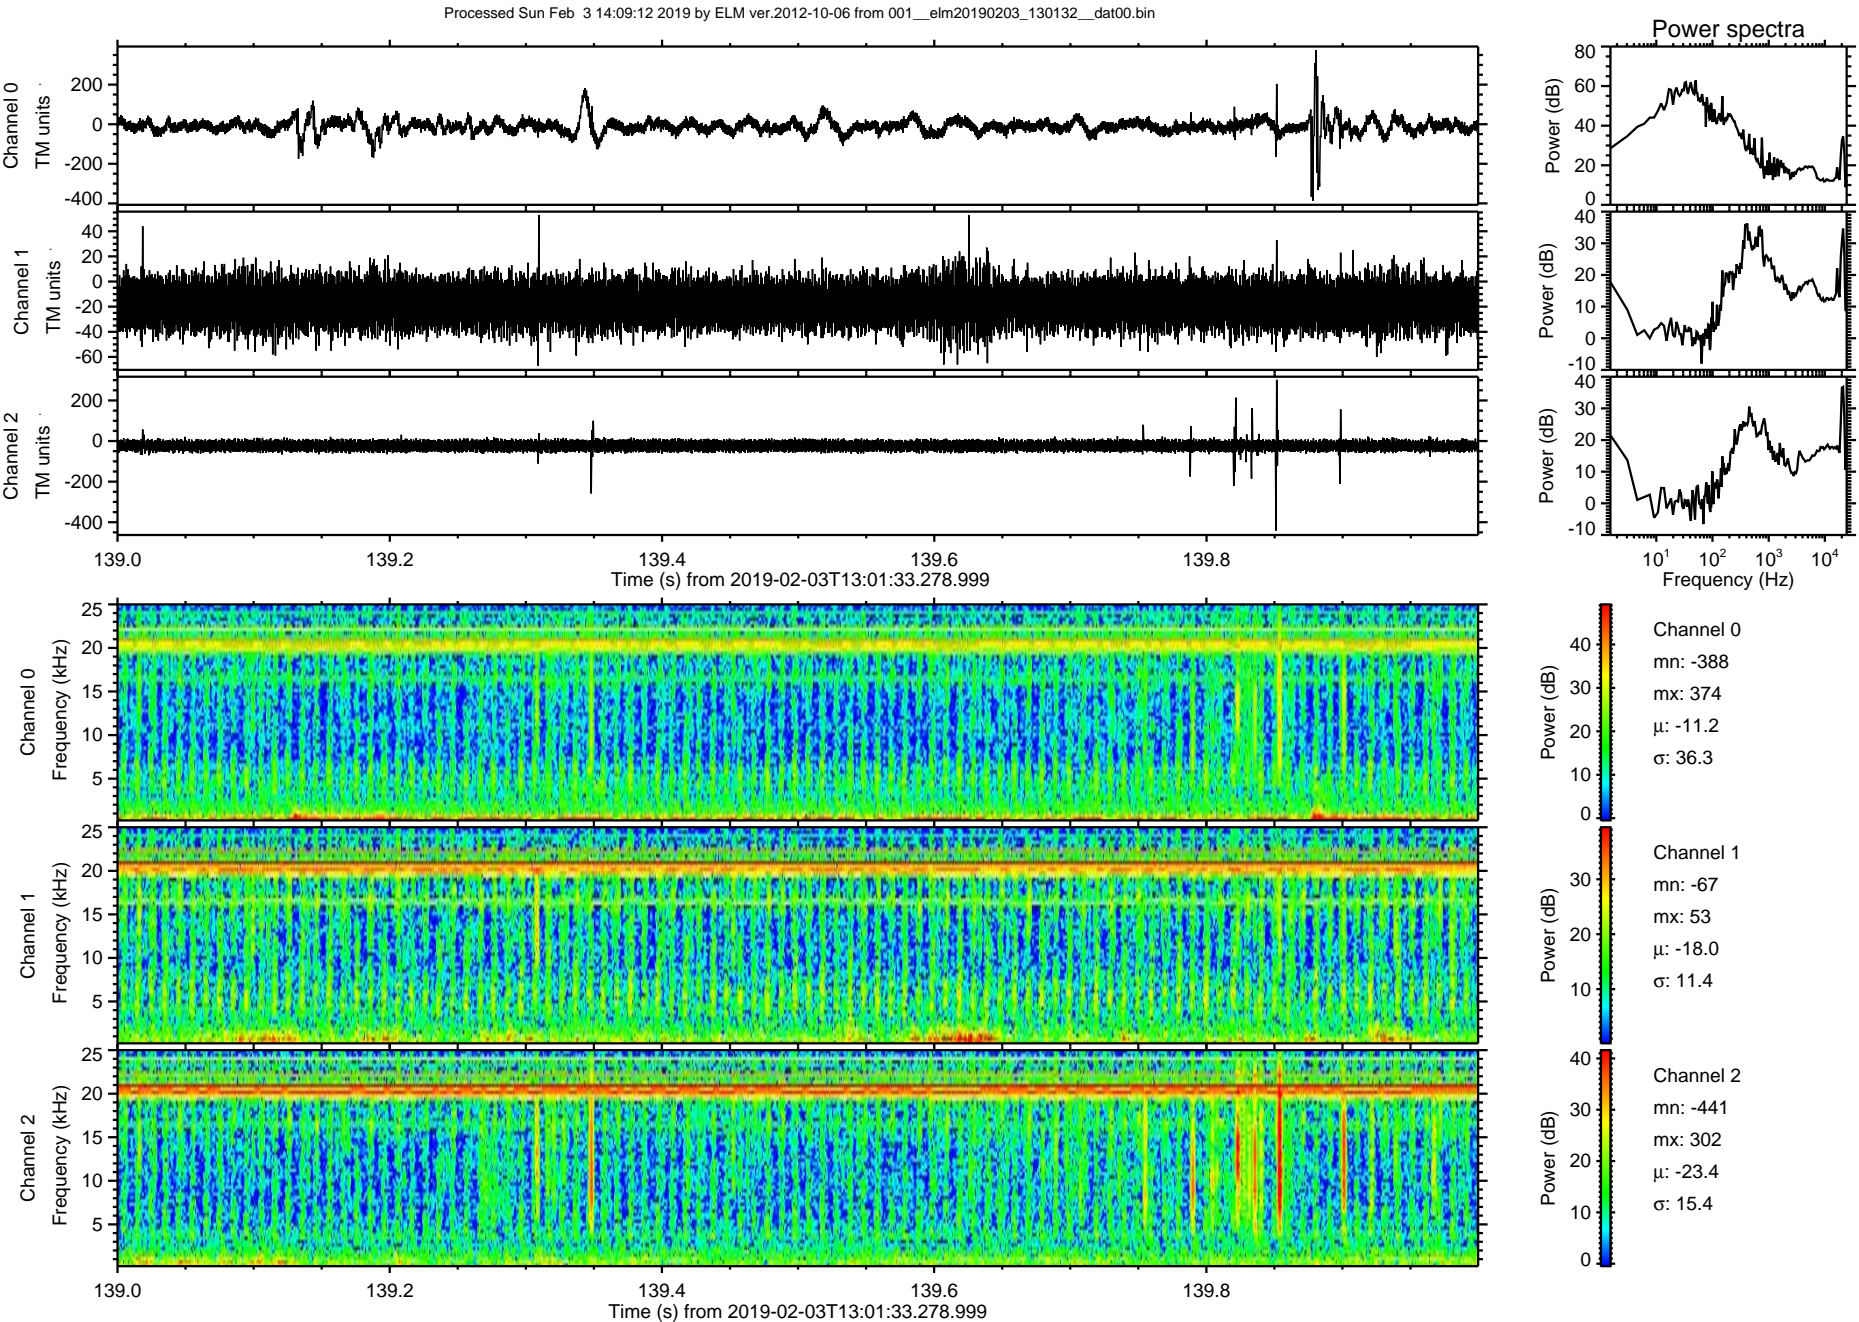 Processed Sun Feb  3 14:09:12 2019 by ELM ver.2012-10-06 from 001__elm20190203_130132__dat00.bin
Power spectra
Channel 0
TM units
200
0
-200
-400
Power (dB)
80
60
40
20
0
Channel 1
TM units
40
20
0
-20
-40
-60
Power (dB)
40
30
20
10
0
-10
Channel 2
TM units
200
0
-200
-400
Power (dB)
40
30
20
10
0
-10
139.0 139.2 139.4 139.6 139.8
Time (s) from 2019-02-03T13:01:33.278.999
10^1 10^2 10^3 10^4
Frequency (Hz)
Channel 0
Frequency (kHz)
25
20
15
10
5
Power (dB)
40
30
20
10
0
Channel 0
mn: -388
mx: 374
μ: -11.2
σ: 36.3
Channel 1
Frequency (kHz)
25
20
15
10
5
Power (dB)
30
20
10
Channel 1
mn: -67
mx: 53
μ: -18.0
σ: 11.4
Channel 2
Frequency (kHz)
25
20
15
10
5
Power (dB)
40
30
20
10
0
Channel 2
mn: -441
mx: 302
μ: -23.4
σ: 15.4
139.0 139.2 139.4 139.6 139.8
Time (s) from 2019-02-03T13:01:33.278.999